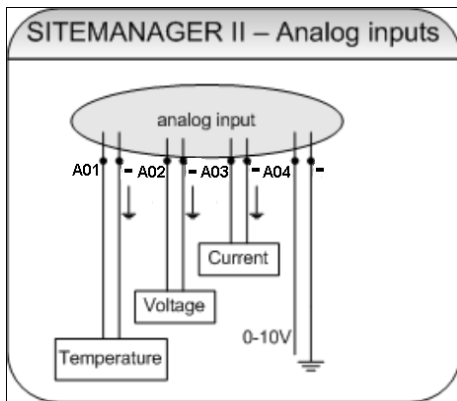 SITEMANAGER II – Analog inputs
analog input
A01 - A02 - A03 - A04 -
Current
Voltage
0-10V
Temperature